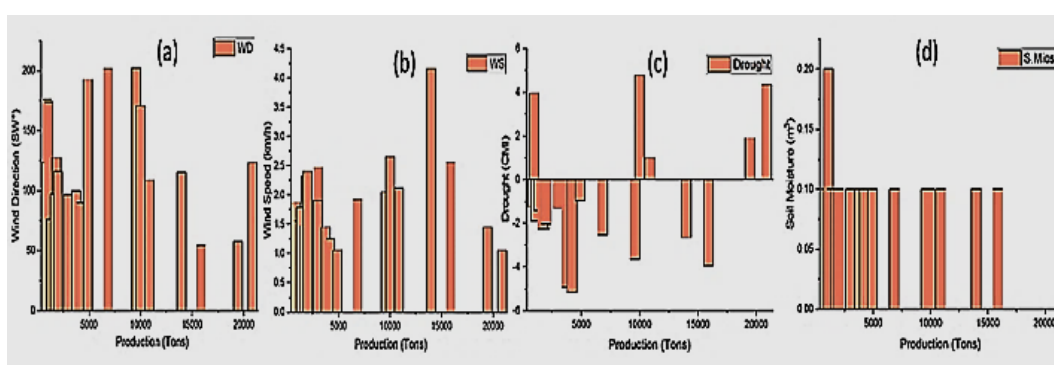 (a)
WD
Wind Direction (SW°)
200
150
100
50
0
5000 10000 15000 20000
Production (Tons)
(b)
WS
Wind Speed (km/h)
4.5
4.0
3.5
3.0
2.5
2.0
1.5
1.0
0.5
0.0
5000 10000 15000 20000
Production (Tons)
(c)
Drought
Drought (CMI)
6
4
2
0
-2
-4
-6
5000 10000 15000 20000
Production (Tons)
(d)
S.Mios
Soil Moisture (m³)
0.20
0.15
0.10
0.05
0.00
5000 10000 15000 20000
Production (Tons)